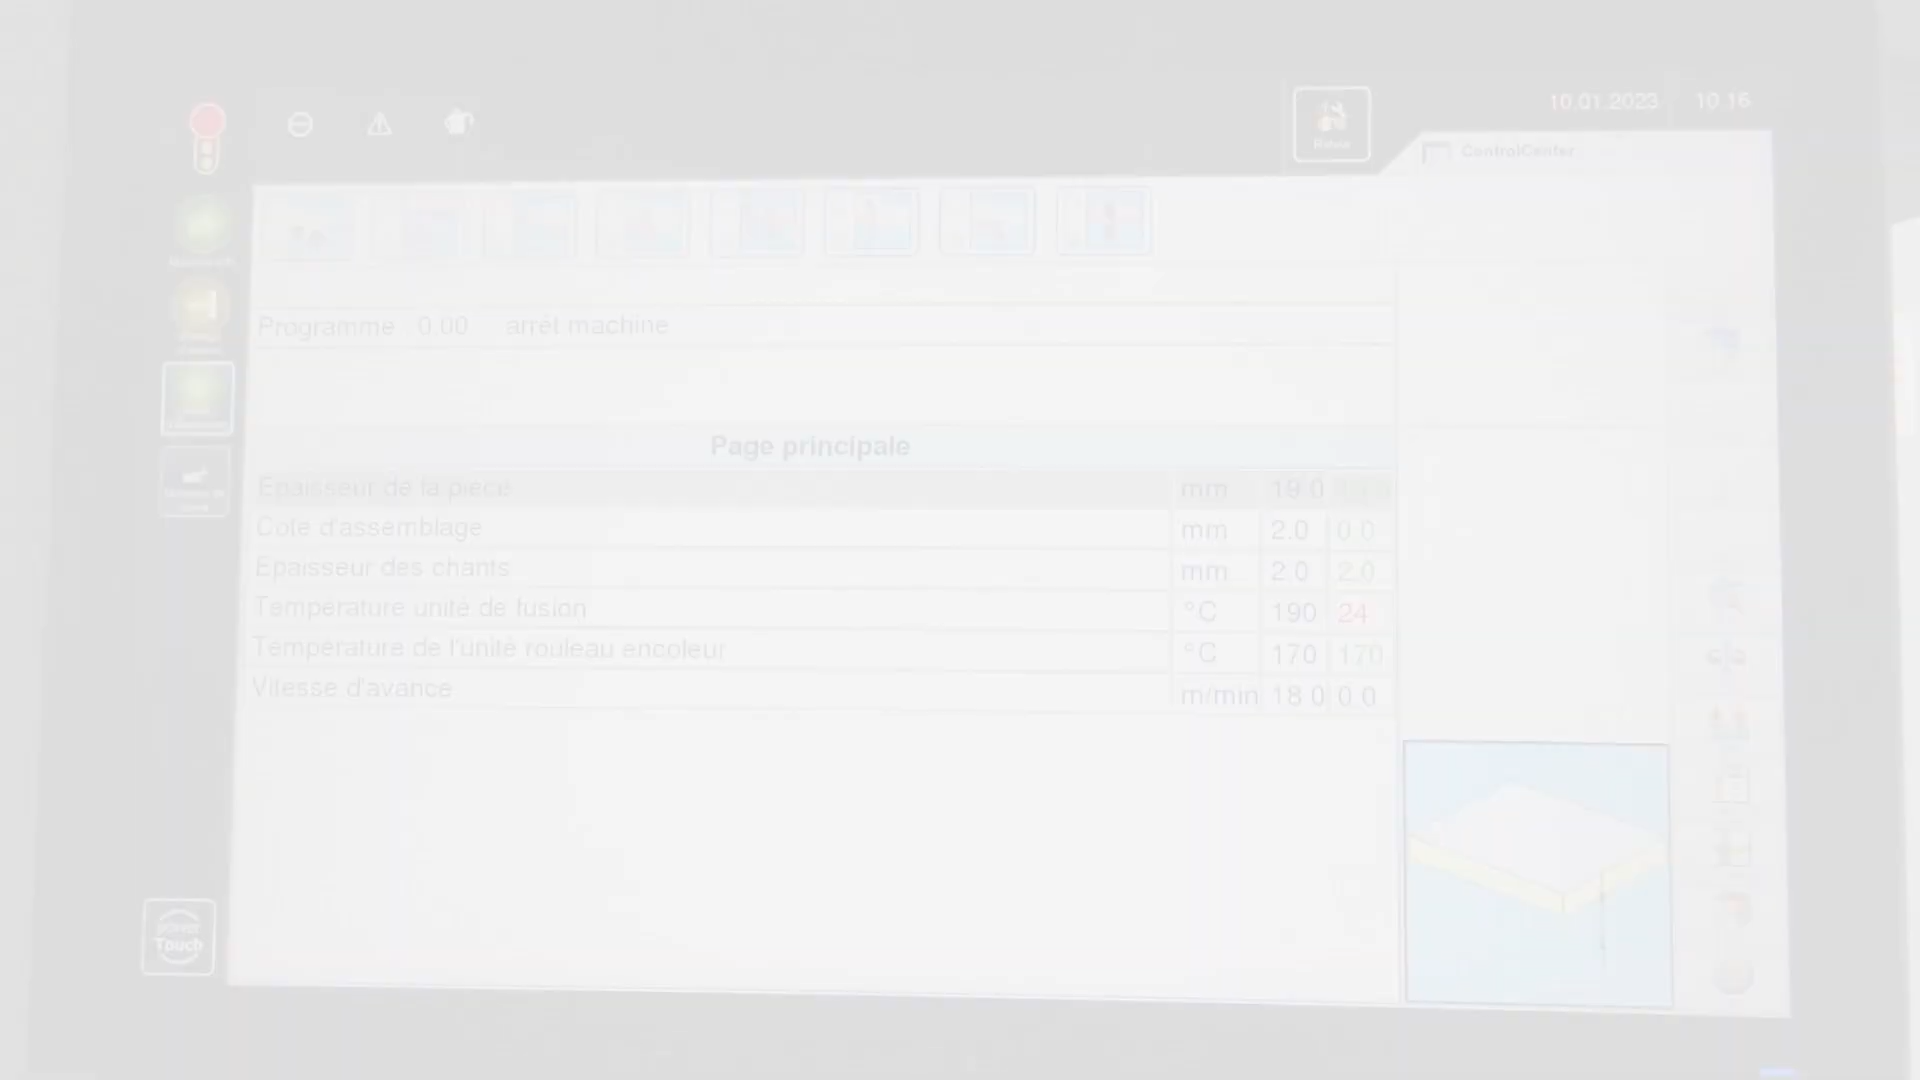 10.01.2023 10:16
Retour
ControlCenter
Programme 0.00 arrêt machine
Page principale
Epaisseur de la pièce mm 19.0
Cote d'assemblage mm 2.0 0.0
Epaisseur des chants mm 2.0 2.0
Température unité de fusion °C 190 24
Température de l'unité rouleau encoleur °C 170 170
Vitesse d'avance m/min 18.0 0.0
power
Touch